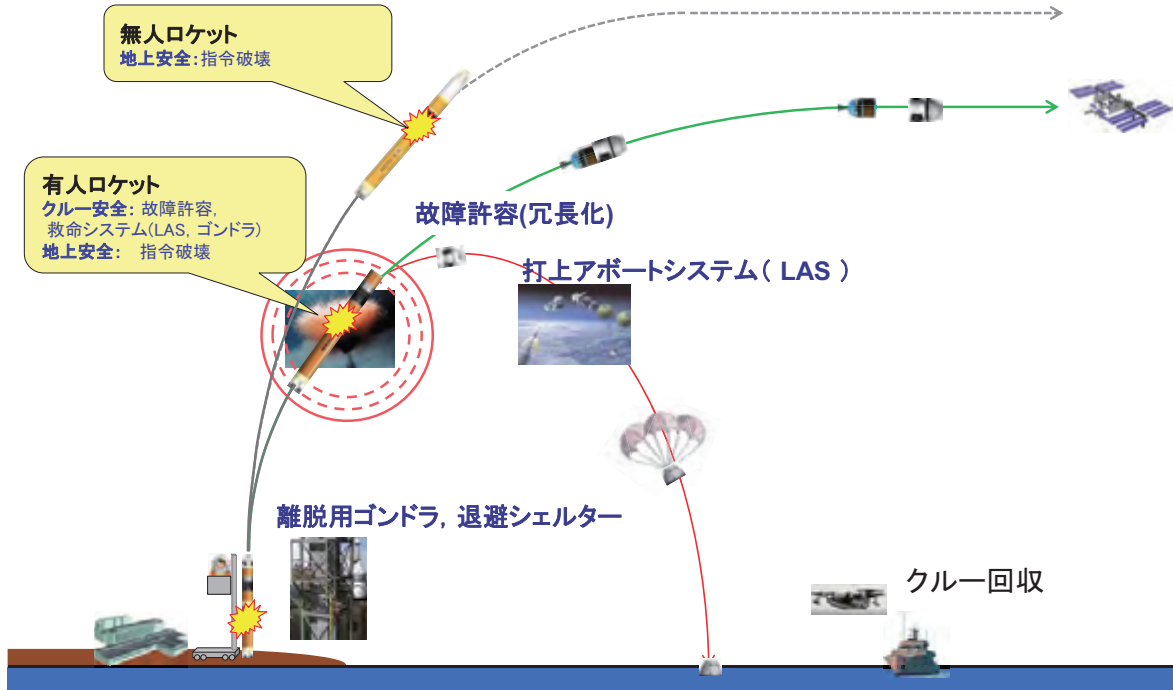 無人ロケット
地上安全：指令破壊
有人ロケット
クルー安全： 故障許容，
救命システム(LAS, ゴンドラ)
地上安全： 指令破壊
故障許容(冗長化)
打上アボートシステム（ LAS ）
離脱用ゴンドラ，退避シェルター
クルー回収